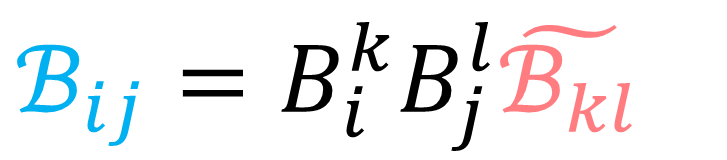 ℬᵢⱼ = Bᵢᵏ Bⱼˡ ℬ̃ₖₗ